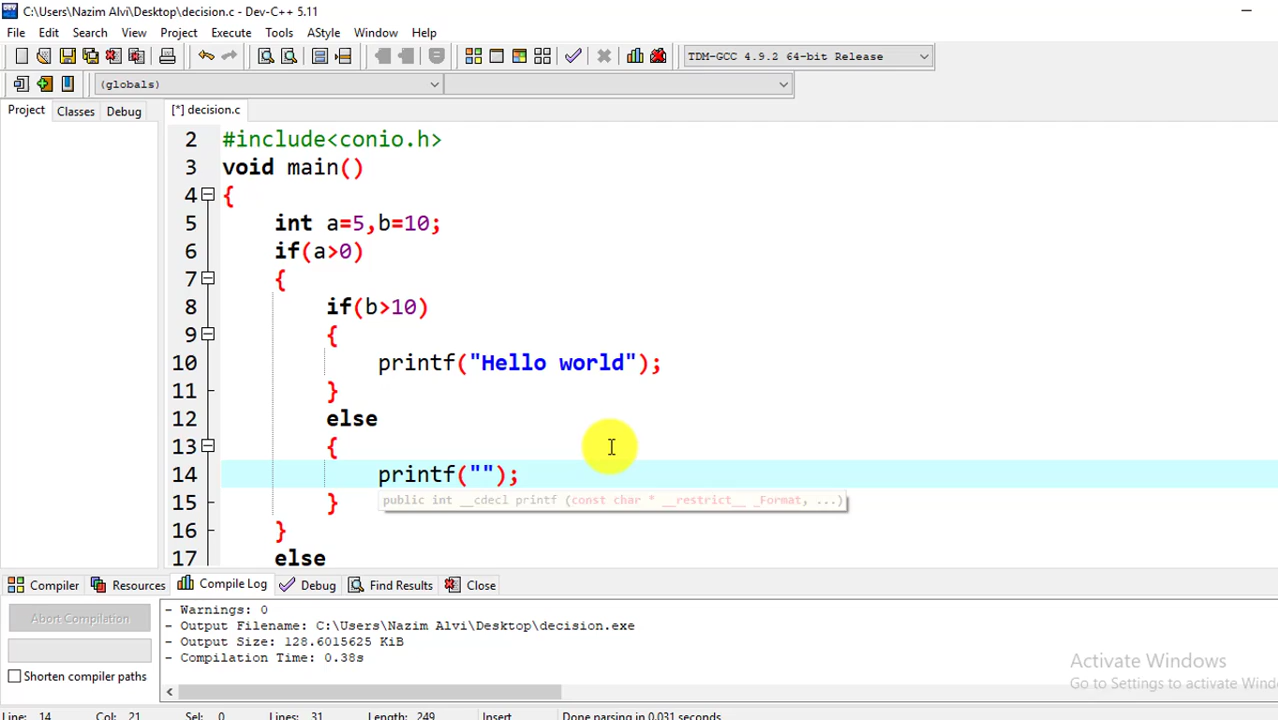 C:\Users\Nazim Alvi\Desktop\decision.c - Dev-C++ 5.11
File Edit Search View Project Execute Tools AStyle Window Help
TDM-GCC 4.9.2 64-bit Release
(globals)
Project Classes Debug [*] decision.c
2 #include<conio.h>
3 void main()
4 {
5 int a=5,b=10;
6 if(a>0)
7 {
8 if(b>10)
9 {
10 printf("Hello world");
11 }
12 else
13 {
14 printf("");
public int __cdecl printf (const char * __restrict__ _Format, ...)
15 }
16 }
17 else
Compiler Resources Compile Log Debug Find Results Close
Abort Compilation
Shorten compiler paths
- Warnings: 0
- Output Filename: C:\Users\Nazim Alvi\Desktop\decision.exe
- Output Size: 128.6015625 KiB
- Compilation Time: 0.38s
Activate Windows
Go to Settings to activate Wind
Line: 14 Col: 21 Sel: 0 Lines: 31 Length: 249 Insert Done parsing in 0.031 seconds